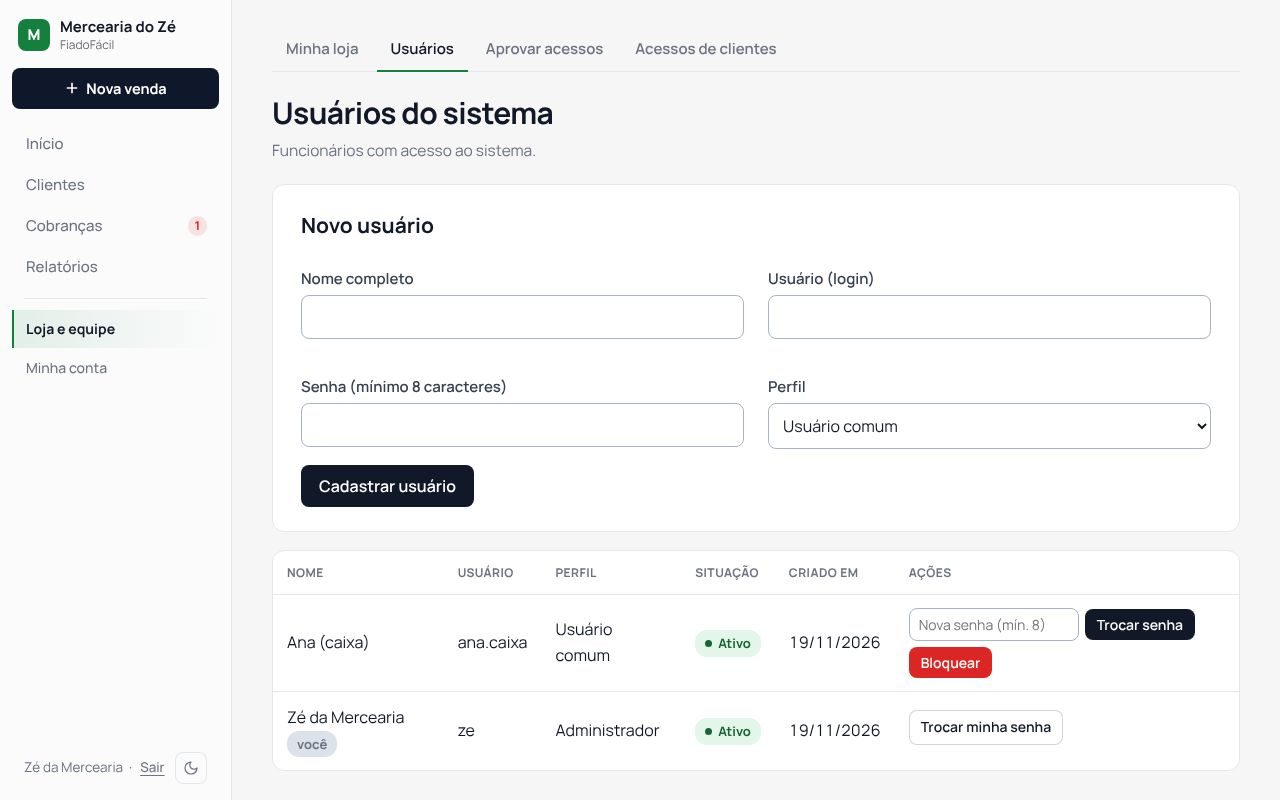 M
Mercearia do Zé
FiadoFácil
+ Nova venda
Início
Clientes
Cobranças 1
Relatórios
Loja e equipe
Minha conta
Zé da Mercearia · Sair
Minha loja Usuários Aprovar acessos Acessos de clientes
Usuários do sistema
Funcionários com acesso ao sistema.
Novo usuário
Nome completo Usuário (login)
Senha (mínimo 8 caracteres) Perfil
Usuário comum
Cadastrar usuário
NOME USUÁRIO PERFIL SITUAÇÃO CRIADO EM AÇÕES
Ana (caixa) ana.caixa Usuário comum Ativo 19/11/2026 Nova senha (mín. 8) Trocar senha
Bloquear
Zé da Mercearia ze Administrador Ativo 19/11/2026 Trocar minha senha
você